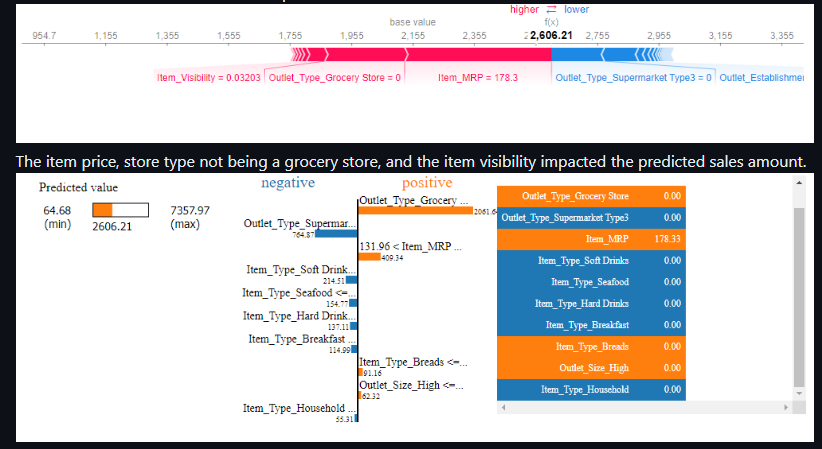 higher lower
base value f(x)
954.7 1,155 1,355 1,555 1,755 1,955 2,155 2,355 2,606.21 2,755 2,955 3,155 3,355
Item_Visibility = 0.03203 Outlet_Type_Grocery Store = 0 Item_MRP = 178.3 Outlet_Type_Supermarket Type3 = 0 Outlet_Establishme
The item price, store type not being a grocery store, and the item visibility impacted the predicted sales amount.
Predicted value
64.68 (min)
2606.21
7357.97 (max)
negative positive
Outlet_Type_Grocery ...
Outlet_Type_Supermar...
764.87
131.96 < Item_MRP ...
409.34
Item_Type_Soft Drink...
214.51
Item_Type_Seafood <=...
154.77
Item_Type_Hard Drink...
137.11
Item_Type_Breakfast ...
114.99
Item_Type_Breads <=...
91.16
Outlet_Size_High <=...
62.32
Item_Type_Household ...
55.31
Outlet_Type_Grocery Store 0.00
Outlet_Type_Supermarket Type3 0.00
Item_MRP 178.33
Item_Type_Soft Drinks 0.00
Item_Type_Seafood 0.00
Item_Type_Hard Drinks 0.00
Item_Type_Breakfast 0.00
Item_Type_Breads 0.00
Outlet_Size_High 0.00
Item_Type_Household 0.00